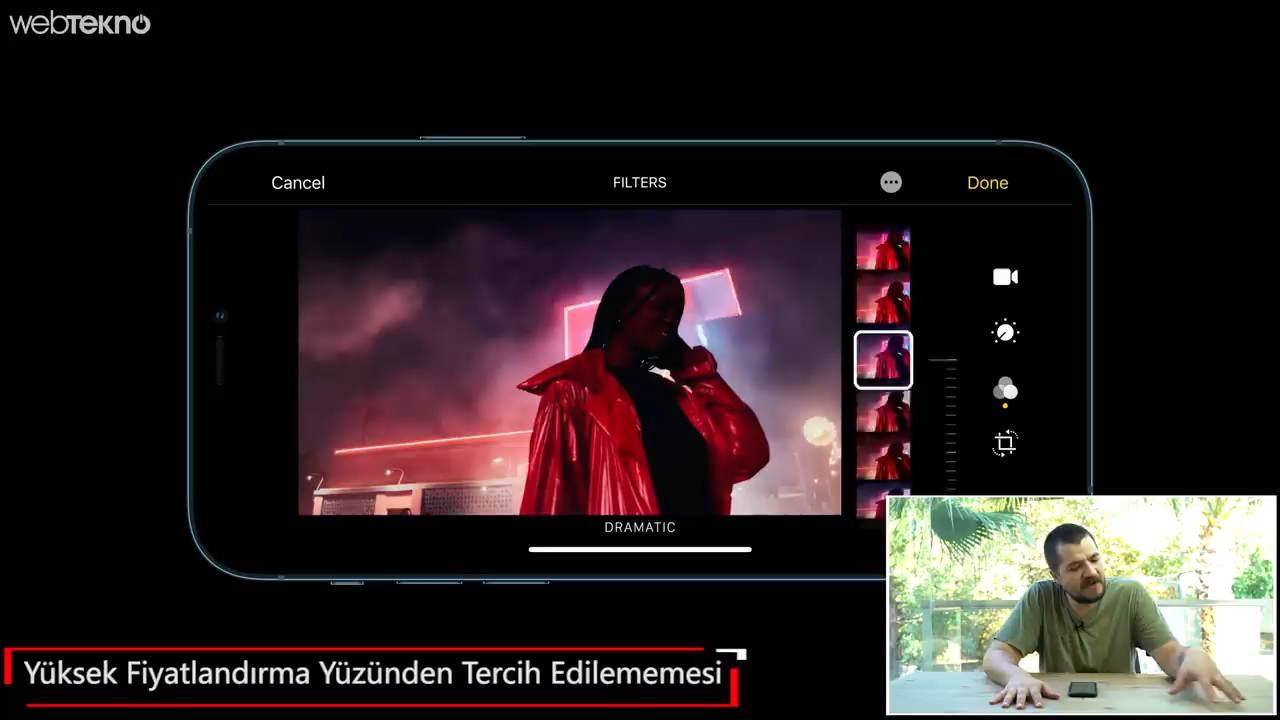 webTEKNO
Cancel
FILTERS
Done
DRAMATIC
Yüksek Fiyatlandırma Yüzünden Tercih Edilememesi